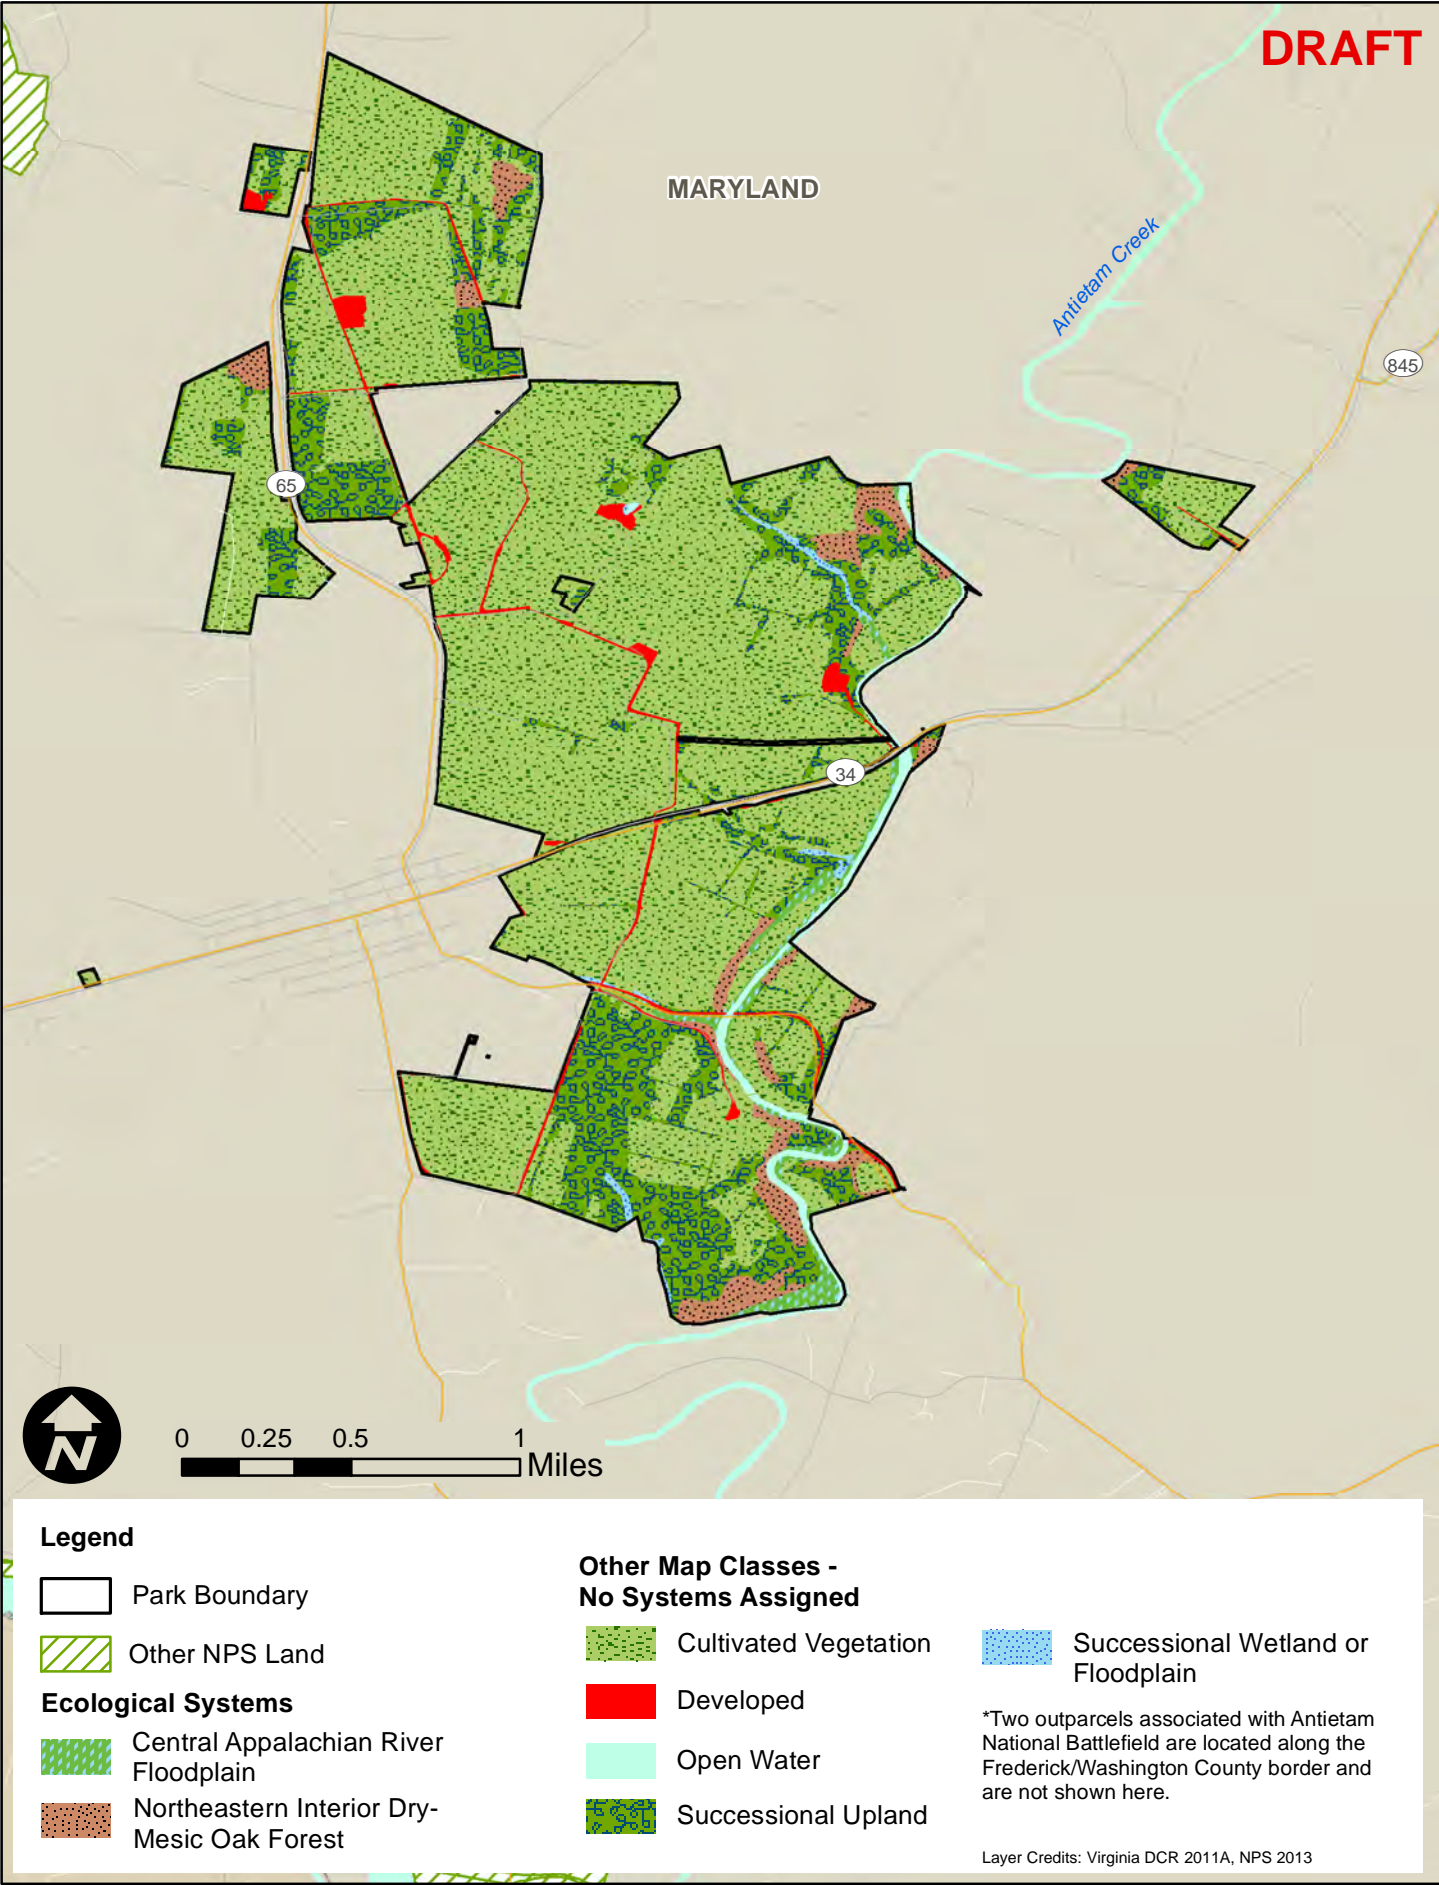 DRAFT
MARYLAND
Antietam Creek
845
65
34
N
0 0.25 0.5 1
Miles
Legend
Park Boundary
Other NPS Land
Ecological Systems
Central Appalachian River
Floodplain
Northeastern Interior Dry-
Mesic Oak Forest
Other Map Classes -
No Systems Assigned
Cultivated Vegetation
Developed
Open Water
Successional Upland
Successional Wetland or
Floodplain
*Two outparcels associated with Antietam
National Battlefield are located along the
Frederick/Washington County border and
are not shown here.
Layer Credits: Virginia DCR 2011A, NPS 2013